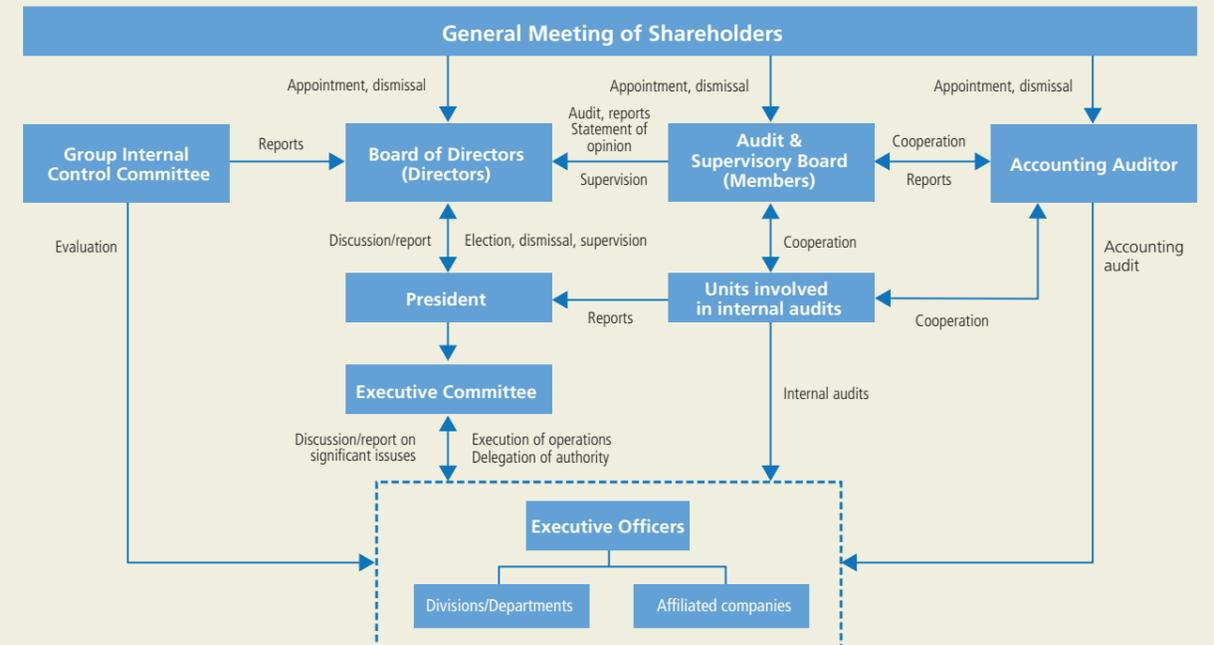 General Meeting of Shareholders
Appointment, dismissal
Appointment, dismissal
Appointment, dismissal
Group Internal
Control Committee
Reports
Board of Directors
(Directors)
Audit, reports
Statement of
opinion
Supervision
Audit &
Supervisory Board
(Members)
Cooperation
Reports
Accounting Auditor
Evaluation
Discussion/report
Election, dismissal, supervision
Cooperation
Accounting
audit
President
Reports
Units involved
in internal audits
Cooperation
Executive Committee
Internal audits
Discussion/report on
significant issuses
Execution of operations
Delegation of authority
Executive Officers
Divisions/Departments
Affiliated companies